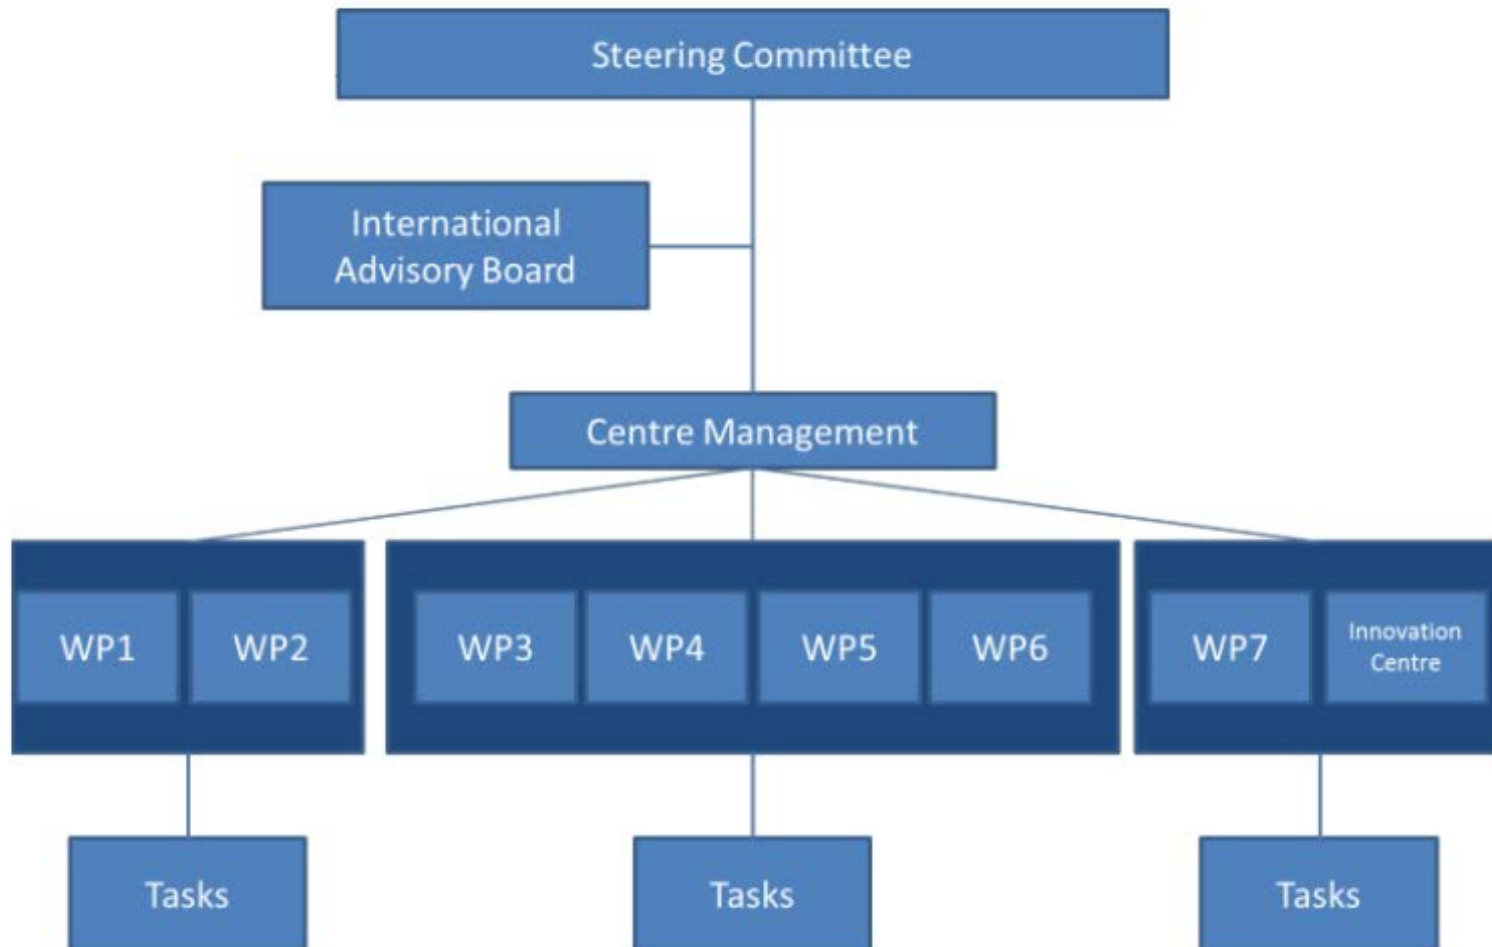 Steering Committee
International
Advisory Board
Centre Management
WP1
WP2
WP3
WP4
WP5
WP6
WP7
Innovation
Centre
Tasks
Tasks
Tasks